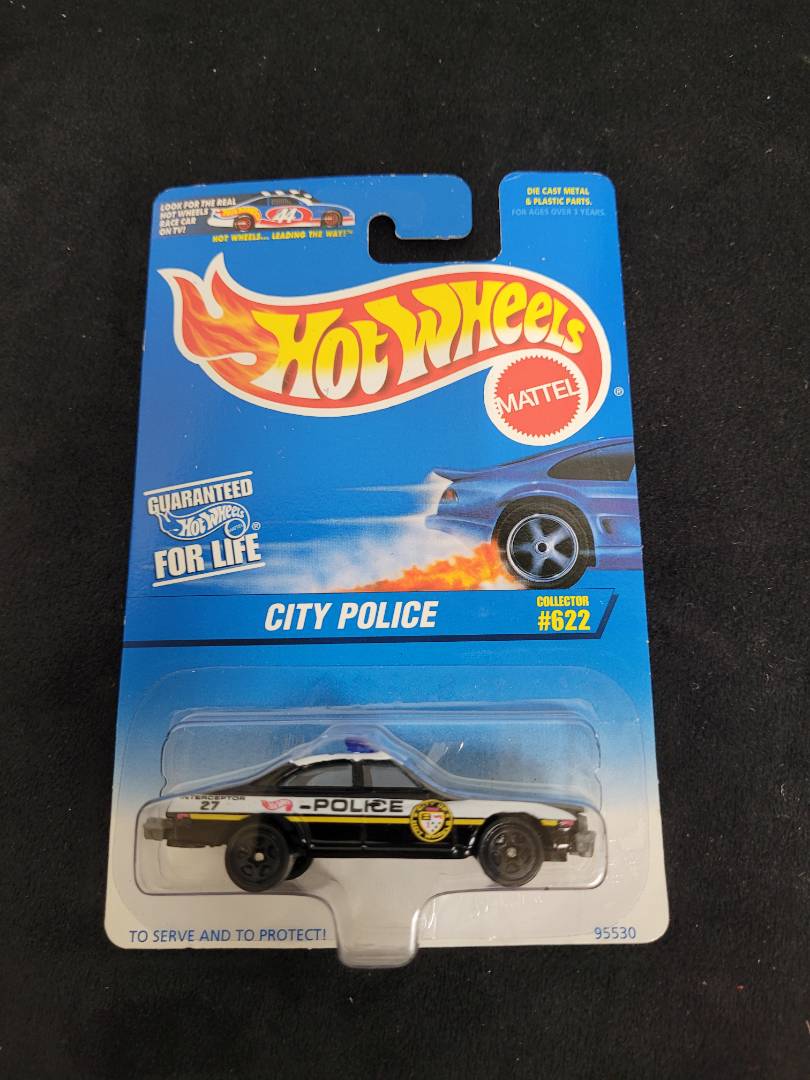 LOOK FOR THE REAL
HOT WHEELS
RACE CAR
ON TV!
44
HOT WHEELS... LEADING THE WAY!™
DIE CAST METAL
& PLASTIC PARTS.
FOR AGES OVER 3 YEARS.
HOT WHEELS
MATTEL
®
GUARANTEED
HOT WHEELS ®
FOR LIFE
CITY POLICE
COLLECTOR
#622
INTERCEPTOR
27
POLICE
TO SERVE AND TO PROTECT!
95530